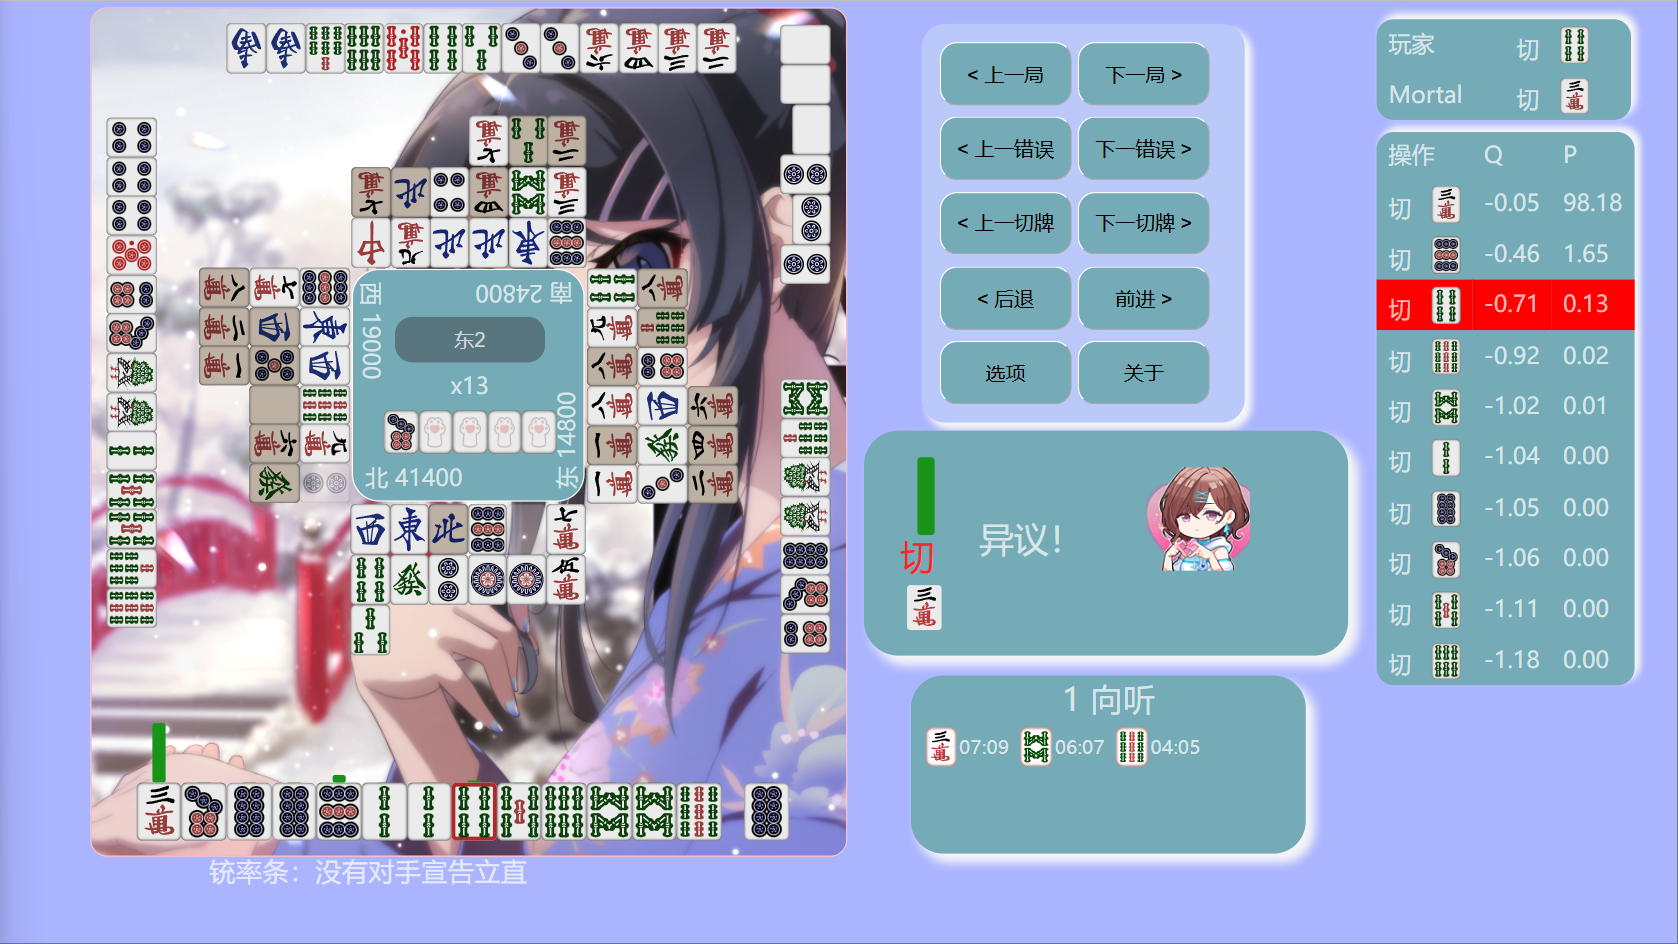 < 上一局
下一局 >
< 上一错误
下一错误 >
< 上一切牌
下一切牌 >
< 后退
前进 >
选项
关于
玩家 切
Mortal 切
操作 Q P
切 -0.05 98.18
切 -0.46 1.65
切 -0.71 0.13
切 -0.92 0.02
切 -1.02 0.01
切 -1.04 0.00
切 -1.05 0.00
切 -1.06 0.00
切 -1.11 0.00
切 -1.18 0.00
南 24800
西 19000
东2
x13
东 14800
北 41400
切
异议！
1 向听
07:09 06:07 04:05
铳率条：没有对手宣告立直